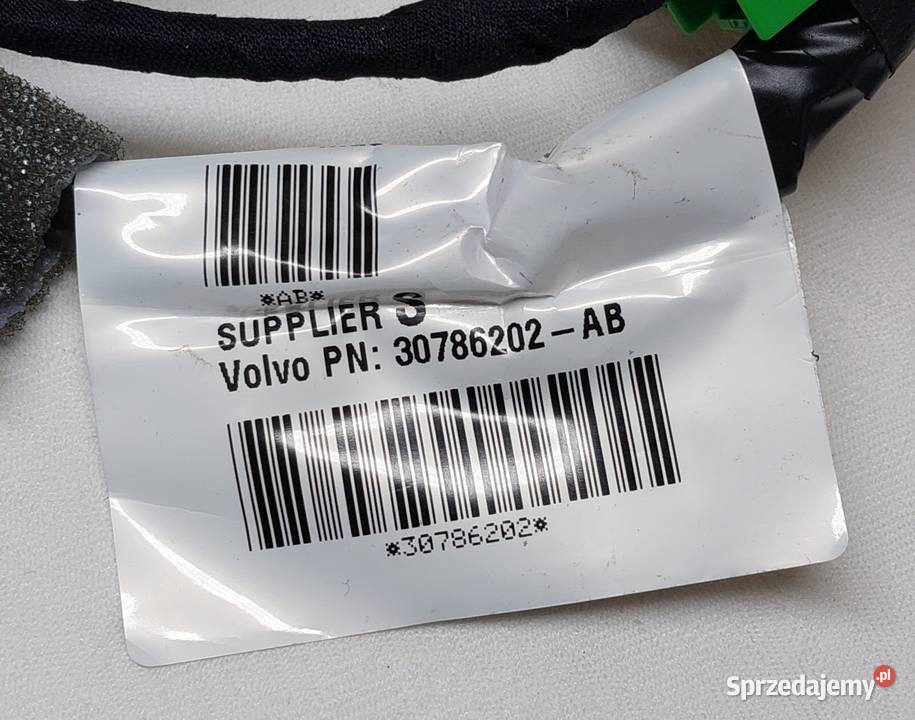 *AB*
SUPPLIER S
Volvo PN: 30786202-AB
*30786202*
Sprzedajemy.pl